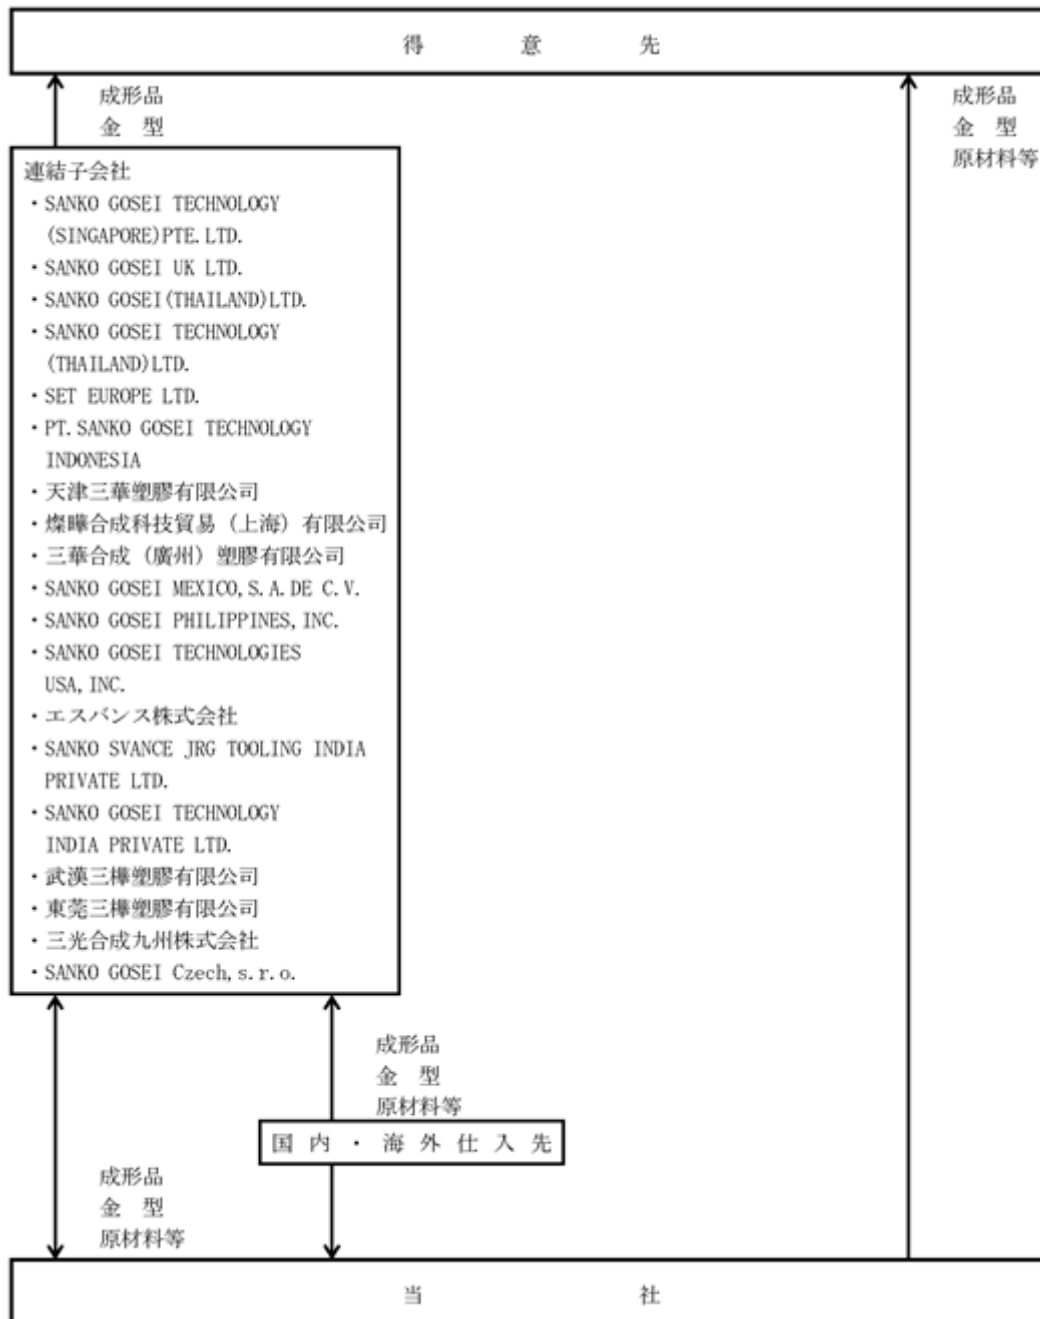 得意先
成形品
金型
成形品
金型
原材料等
連結子会社
・SANKO GOSEI TECHNOLOGY
(SINGAPORE)PTE.LTD.
・SANKO GOSEI UK LTD.
・SANKO GOSEI(THAILAND)LTD.
・SANKO GOSEI TECHNOLOGY
(THAILAND)LTD.
・SET EUROPE LTD.
・PT.SANKO GOSEI TECHNOLOGY
INDONESIA
・天津三華塑膠有限公司
・燦曄合成科技貿易（上海）有限公司
・三華合成（廣州）塑膠有限公司
・SANKO GOSEI MEXICO,S.A.DE C.V.
・SANKO GOSEI PHILIPPINES,INC.
・SANKO GOSEI TECHNOLOGIES
USA,INC.
・エスバンス株式会社
・SANKO SVANCE JRG TOOLING INDIA
PRIVATE LTD.
・SANKO GOSEI TECHNOLOGY
INDIA PRIVATE LTD.
・武漢三樺塑膠有限公司
・東莞三樺塑膠有限公司
・三光合成九州株式会社
・SANKO GOSEI Czech,s.r.o.
成形品
金型
原材料等
国内・海外仕入先
成形品
金型
原材料等
当社